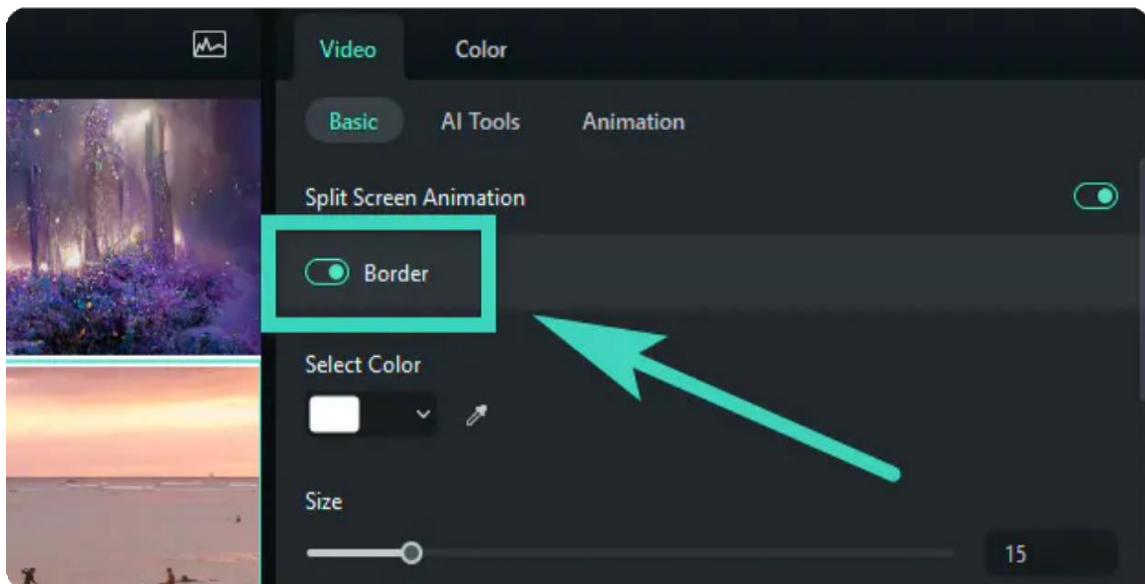 Video Color
Basic AI Tools Animation
Split Screen Animation
Border
Select Color
Size
15